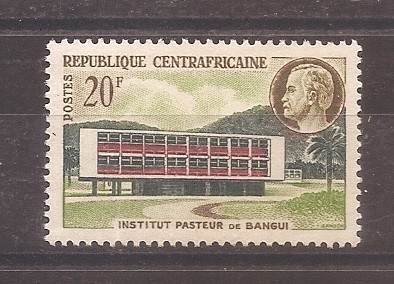 REPUBLIQUE CENTRAFRICAINE
20F
POSTES
INSTITUT PASTEUR DE BANGUI